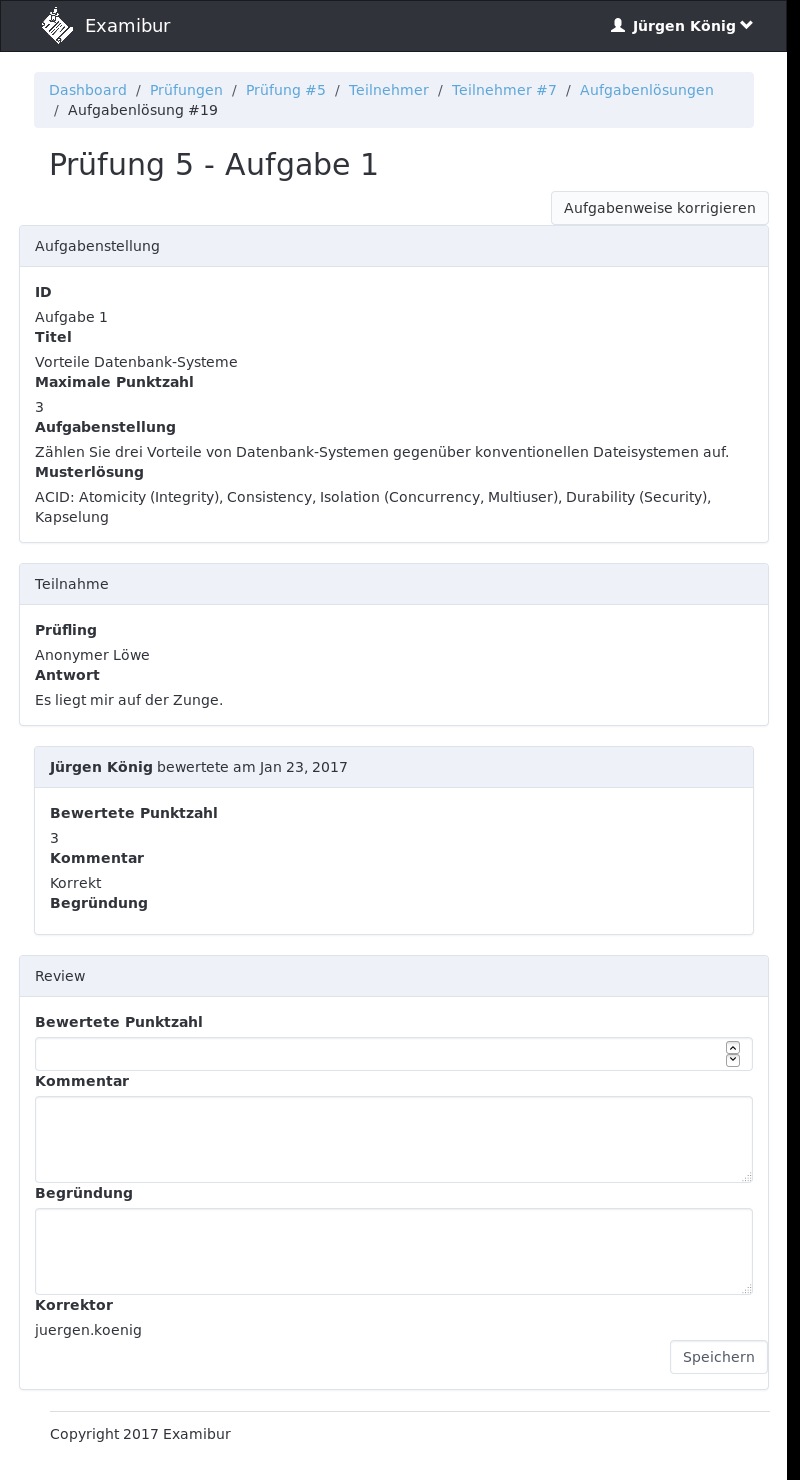 Examibur
Jürgen König
Dashboard / Prüfungen / Prüfung #5 / Teilnehmer / Teilnehmer #7 / Aufgabenlösungen
/ Aufgabenlösung #19
Prüfung 5 - Aufgabe 1
Aufgabenweise korrigieren
Aufgabenstellung
ID
Aufgabe 1
Titel
Vorteile Datenbank-Systeme
Maximale Punktzahl
3
Aufgabenstellung
Zählen Sie drei Vorteile von Datenbank-Systemen gegenüber konventionellen Dateisystemen auf.
Musterlösung
ACID: Atomicity (Integrity), Consistency, Isolation (Concurrency, Multiuser), Durability (Security),
Kapselung
Teilnahme
Prüfling
Anonymer Löwe
Antwort
Es liegt mir auf der Zunge.
Jürgen König bewertete am Jan 23, 2017
Bewertete Punktzahl
3
Kommentar
Korrekt
Begründung
Review
Bewertete Punktzahl
Kommentar
Begründung
Korrektor
juergen.koenig
Speichern
Copyright 2017 Examibur